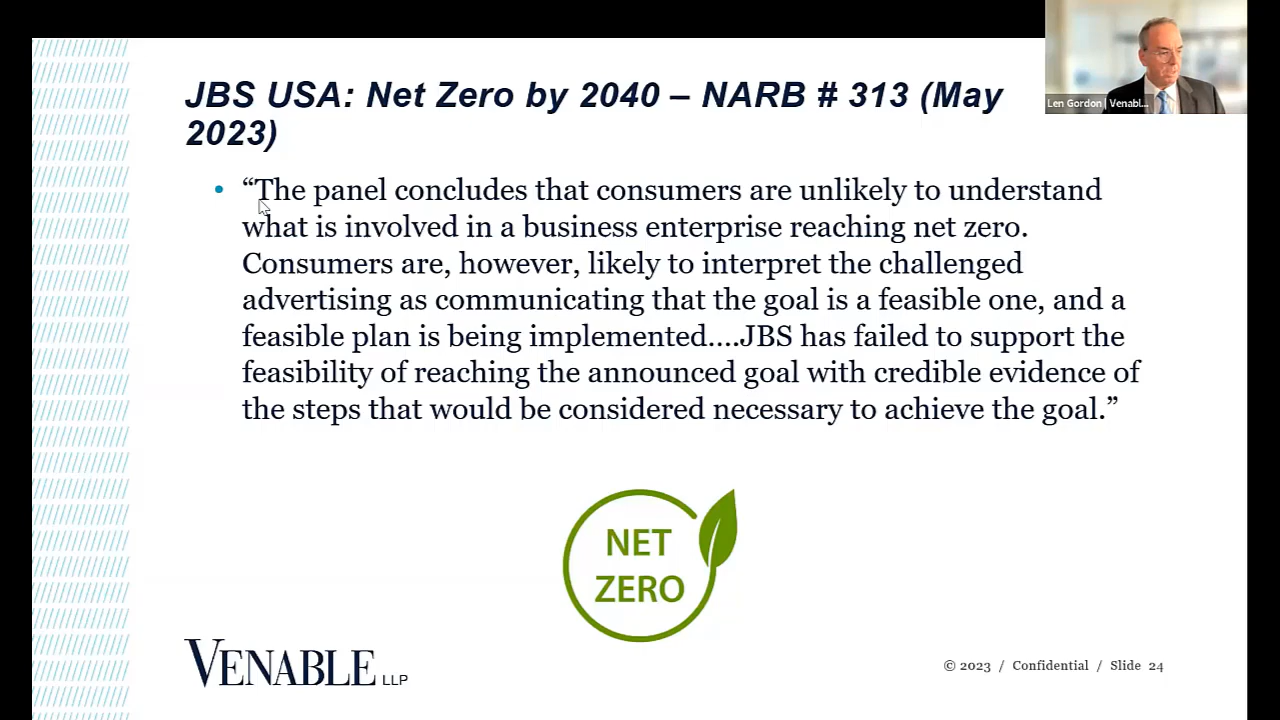 JBS USA: Net Zero by 2040 – NARB # 313 (May
2023)
Len Gordon | Venabl...
• “The panel concludes that consumers are unlikely to understand
what is involved in a business enterprise reaching net zero.
Consumers are, however, likely to interpret the challenged
advertising as communicating that the goal is a feasible one, and a
feasible plan is being implemented....JBS has failed to support the
feasibility of reaching the announced goal with credible evidence of
the steps that would be considered necessary to achieve the goal.”
NET
ZERO
VENABLE LLP
© 2023 / Confidential / Slide 24